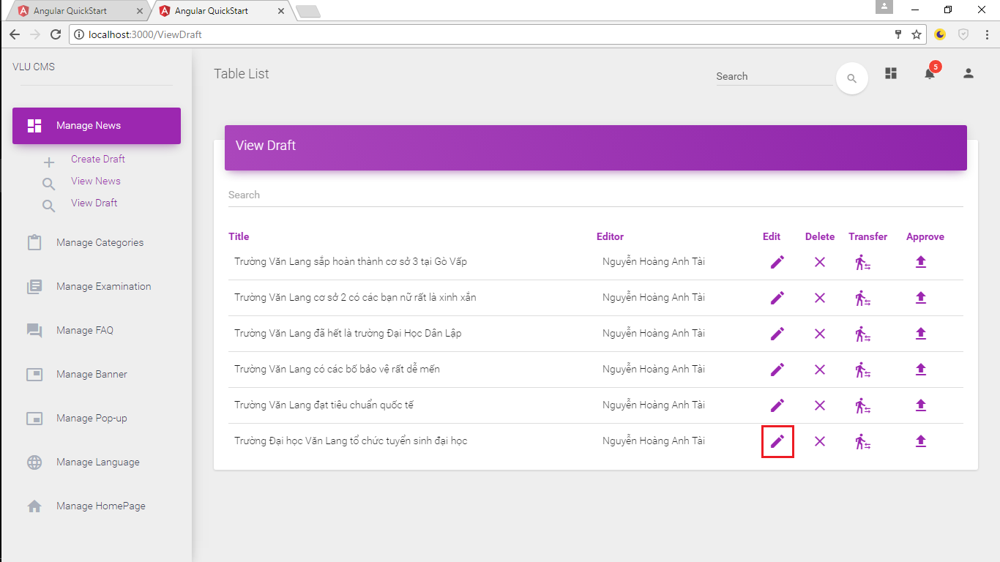 Angular QuickStart
Angular QuickStart
localhost:3000/ViewDraft
VLU CMS
Table List
Search
5
Manage News
Create Draft
View News
View Draft
Manage Categories
Manage Examination
Manage FAQ
Manage Banner
Manage Pop-up
Manage Language
Manage HomePage
View Draft
Search
Title Editor Edit Delete Transfer Approve
Trường Văn Lang sắp hoàn thành cơ sở 3 tại Gò Vấp Nguyễn Hoàng Anh Tài
Trường Văn Lang cơ sở 2 có các bạn nữ rất là xinh xắn Nguyễn Hoàng Anh Tài
Trường Văn Lang đã hết là trường Đại Học Dân Lập Nguyễn Hoàng Anh Tài
Trường Văn Lang có các bố bảo vệ rất dễ mến Nguyễn Hoàng Anh Tài
Trường Văn Lang đạt tiêu chuẩn quốc tế Nguyễn Hoàng Anh Tài
Trường Đại học Văn Lang tổ chức tuyển sinh đại học Nguyễn Hoàng Anh Tài